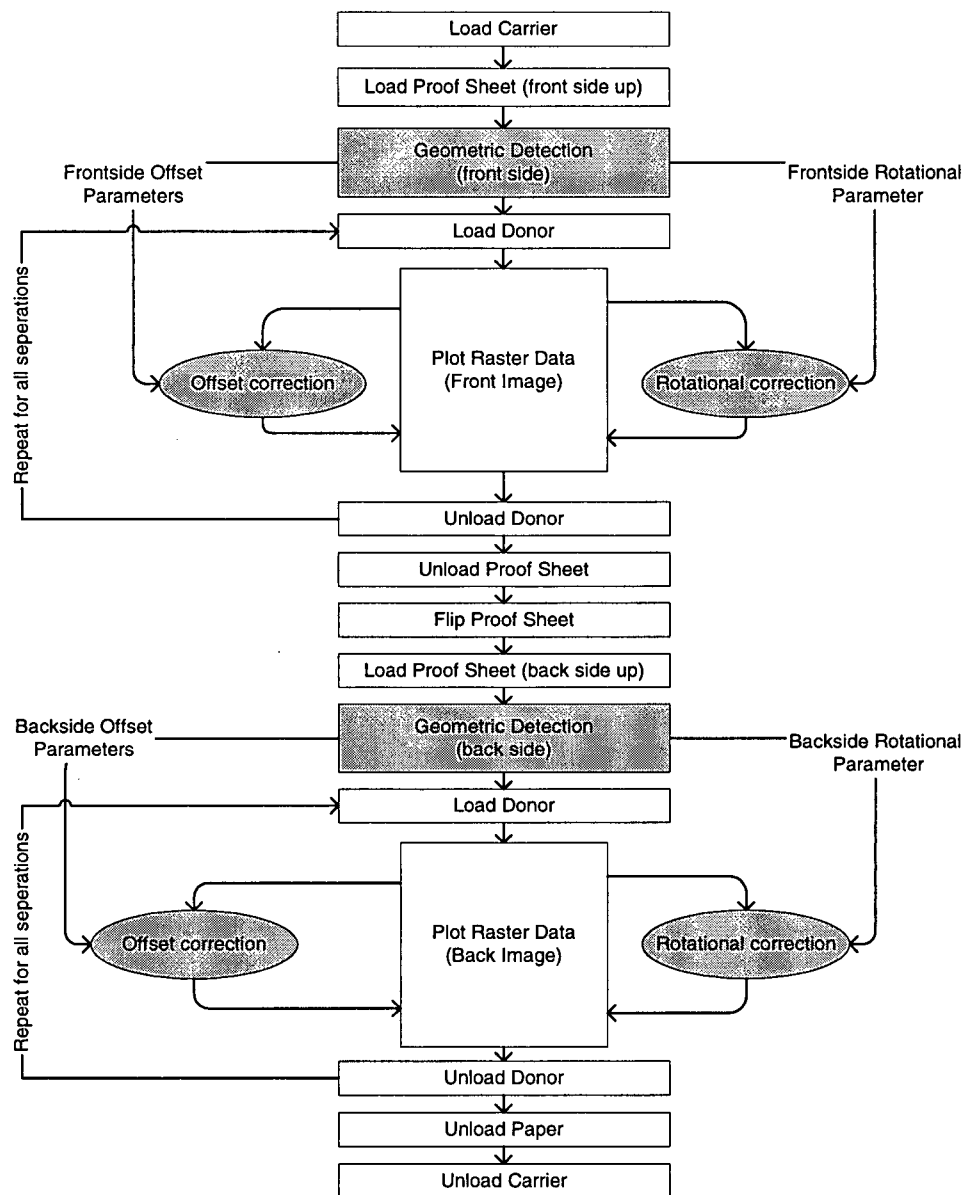 Load Carrier
Load Proof Sheet (front side up)
Geometric Detection
(front side)
Frontside Offset
Parameters
Frontside Rotational
Parameter
Load Donor
Repeat for all seperations
Plot Raster Data
(Front Image)
Offset correction
Rotational correction
Unload Donor
Unload Proof Sheet
Flip Proof Sheet
Load Proof Sheet (back side up)
Geometric Detection
(back side)
Backside Offset
Parameters
Backside Rotational
Parameter
Load Donor
Repeat for all seperations
Plot Raster Data
(Back Image)
Offset correction
Rotational correction
Unload Donor
Unload Paper
Unload Carrier